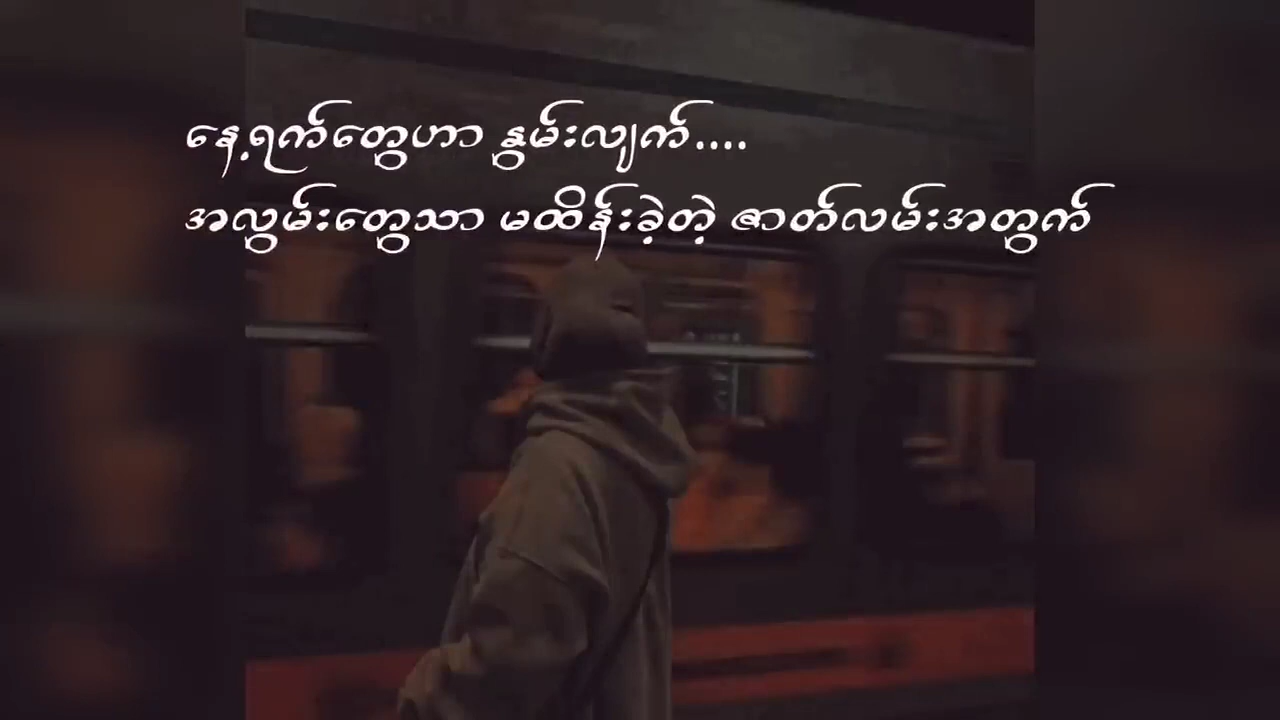 နေ့ရက်တွေဟာ နွမ်းလျက်....
အလွမ်းတွေသာ မထိန်းခဲ့တဲ့ ဇာတ်လမ်းအတွက်